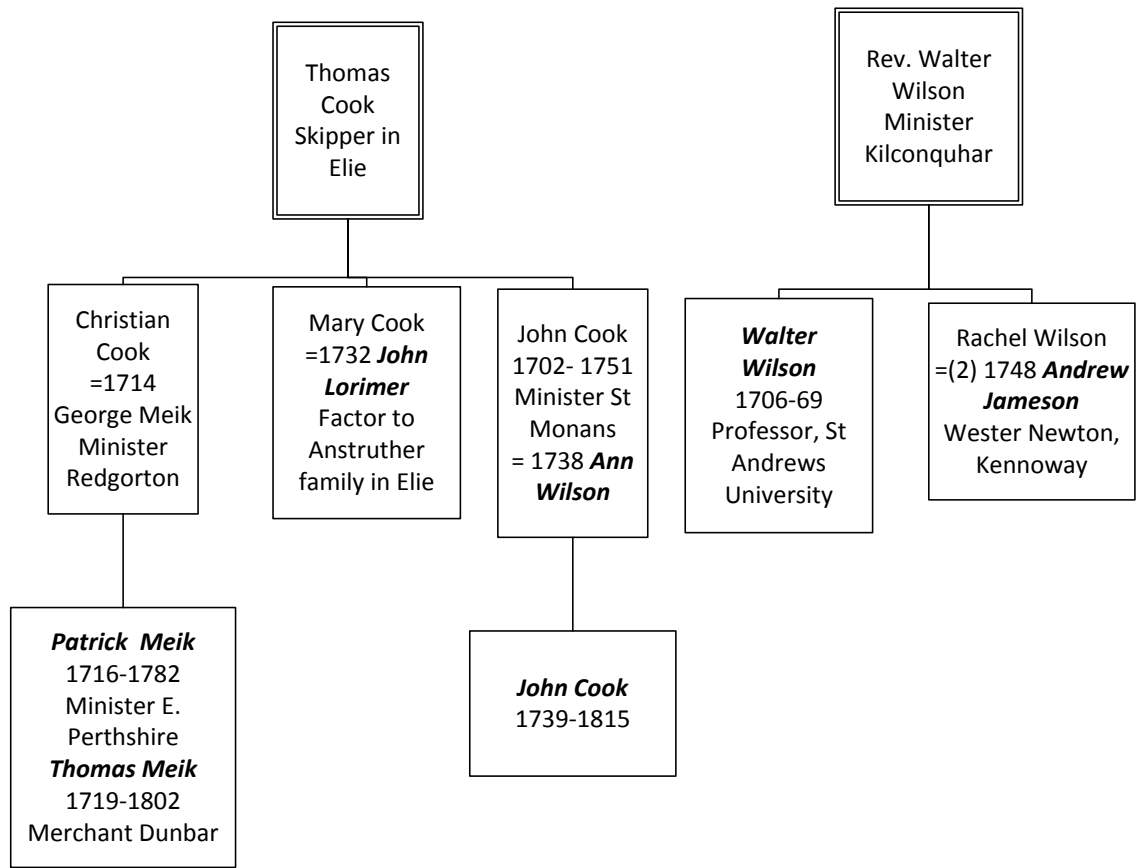 Thomas
Cook
Skipper in
Elie
Rev. Walter
Wilson
Minister
Kilconquhar
Christian
Cook
=1714
George Meik
Minister
Redgorton
Mary Cook
=1732 John
Lorimer
Factor to
Anstruther
family in Elie
John Cook
1702- 1751
Minister St
Monans
= 1738 Ann
Wilson
Walter
Wilson
1706-69
Professor, St
Andrews
University
Rachel Wilson
=(2) 1748 Andrew
Jameson
Wester Newton,
Kennoway
Patrick Meik
1716-1782
Minister E.
Perthshire
Thomas Meik
1719-1802
Merchant Dunbar
John Cook
1739-1815